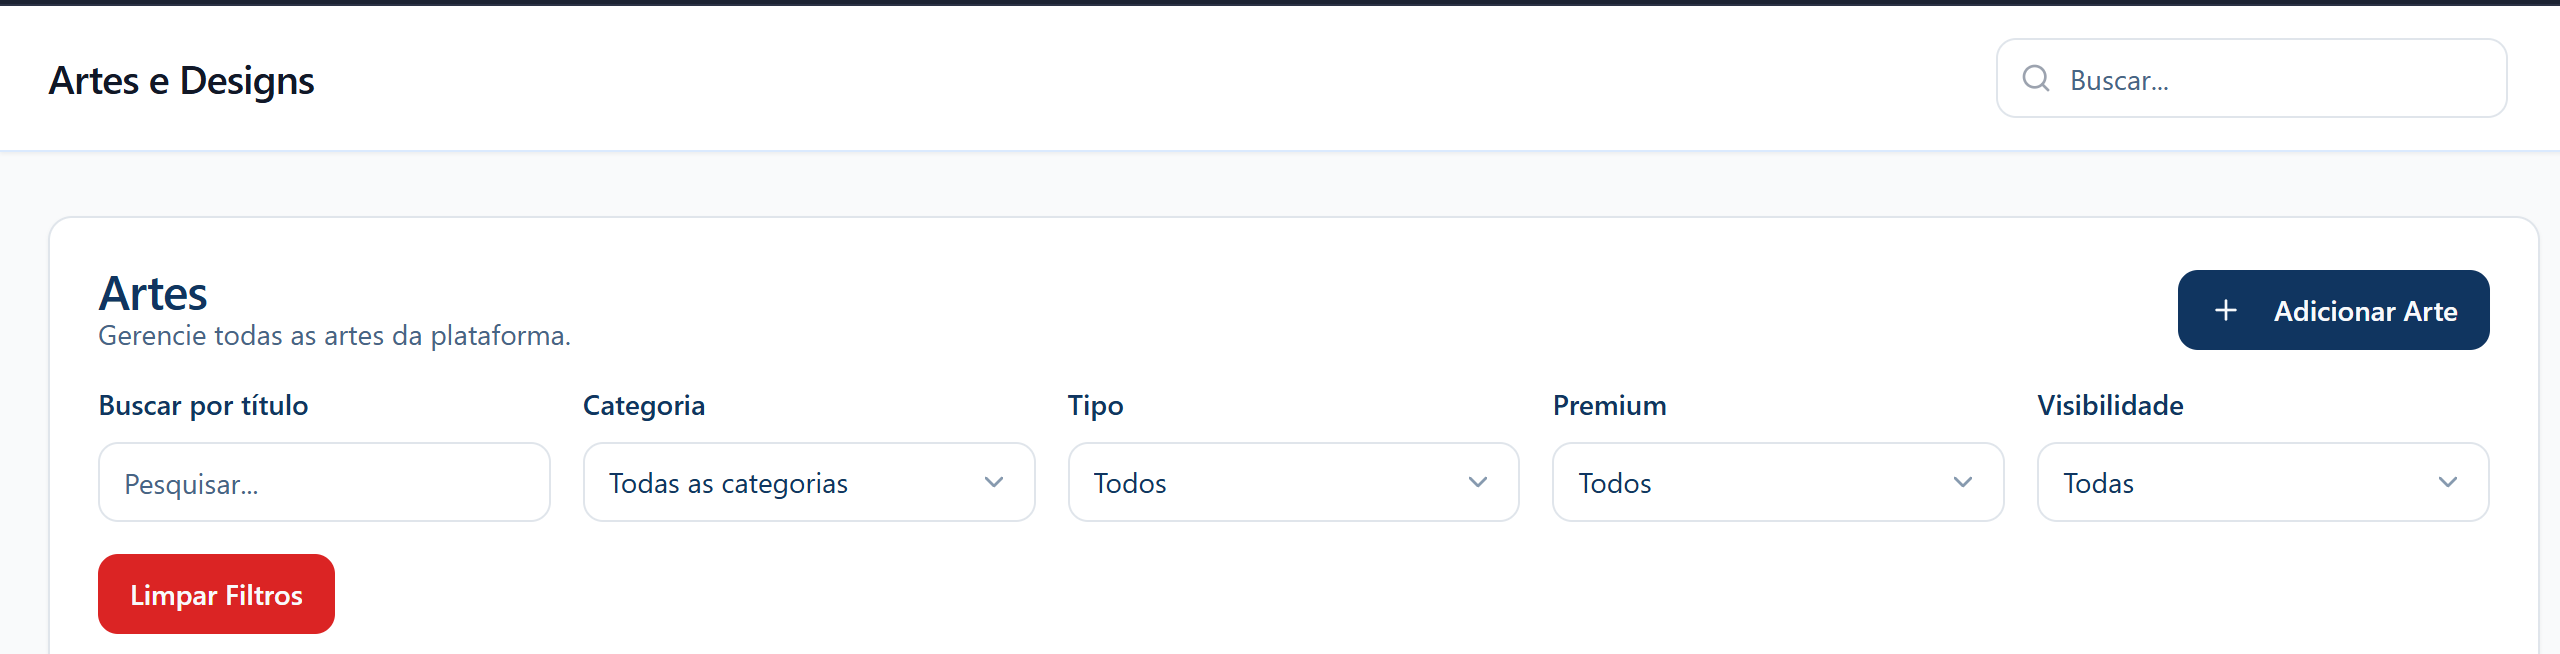 Artes e Designs
Buscar...
Artes
Gerencie todas as artes da plataforma.
Adicionar Arte
Buscar por título
Categoria
Tipo
Premium
Visibilidade
Pesquisar...
Todas as categorias
Todos
Todos
Todas
Limpar Filtros